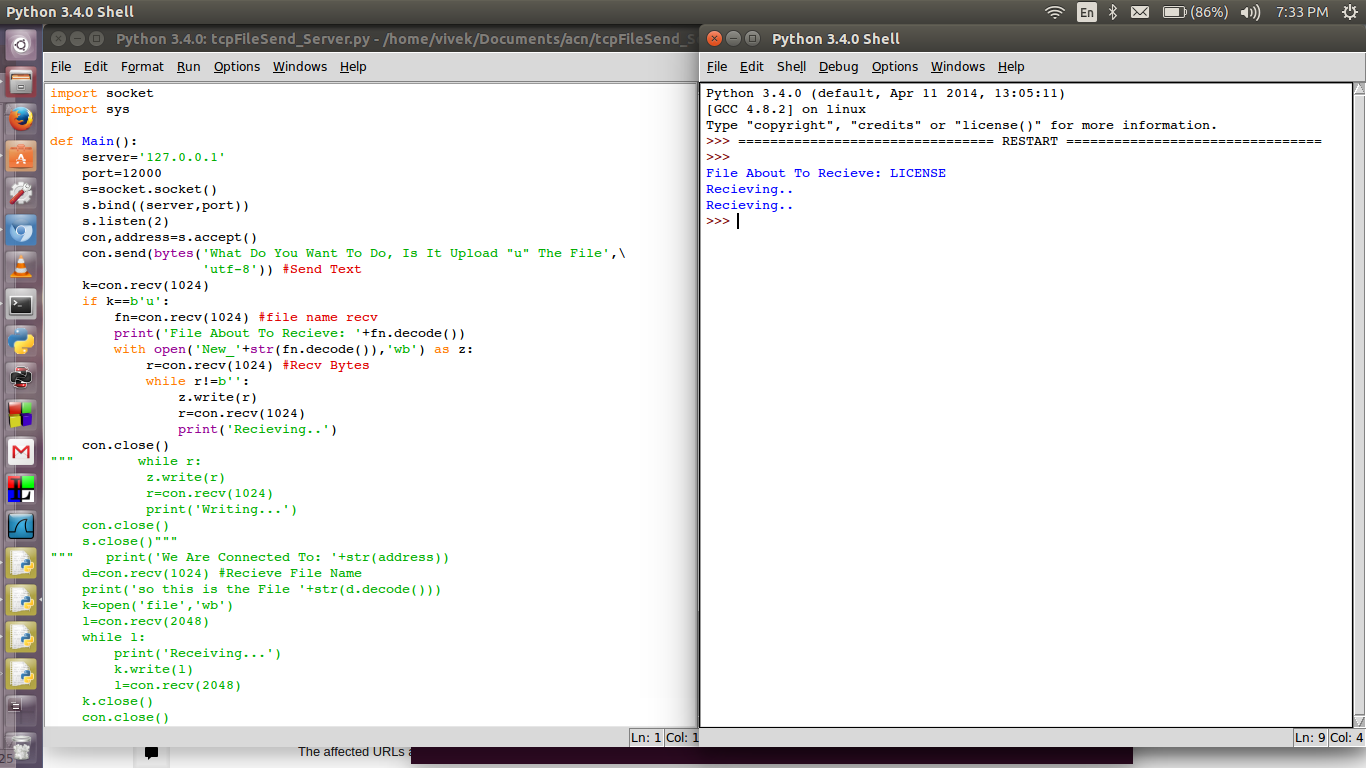 Python 3.4.0 Shell
En
(86%)
7:33 PM
Python 3.4.0: tcpFileSend_Server.py - /home/vivek/Documents/acn/tcpFileSend_S
File Edit Format Run Options Windows Help
import socket
import sys
def Main():
    server='127.0.0.1'
    port=12000
    s=socket.socket()
    s.bind((server,port))
    s.listen(2)
    con,address=s.accept()
    con.send(bytes('What Do You Want To Do, Is It Upload "u" The File',\
                   'utf-8')) #Send Text
    k=con.recv(1024)
    if k==b'u':
        fn=con.recv(1024) #file name recv
        print('File About To Recieve: '+fn.decode())
        with open('New_'+str(fn.decode()),'wb') as z:
            r=con.recv(1024) #Recv Bytes
            while r!=b'':
                z.write(r)
                r=con.recv(1024)
                print('Recieving..')
    con.close()
"""        while r:
            z.write(r)
            r=con.recv(1024)
            print('Writing...')
    con.close()
    s.close()"""
"""    print('We Are Connected To: '+str(address))
    d=con.recv(1024) #Recieve File Name
    print('so this is the File '+str(d.decode()))
    k=open('file','wb')
    l=con.recv(2048)
    while l:
        print('Receiving...')
        k.write(l)
        l=con.recv(2048)
    k.close()
    con.close()
Ln: 1 Col: 1
Python 3.4.0 Shell
File Edit Shell Debug Options Windows Help
Python 3.4.0 (default, Apr 11 2014, 13:05:11)
[GCC 4.8.2] on linux
Type "copyright", "credits" or "license()" for more information.
>>> ================================ RESTART ================================
>>>
File About To Recieve: LICENSE
Recieving..
Recieving..
>>>
Ln: 9 Col: 4
The affected URLs a
25